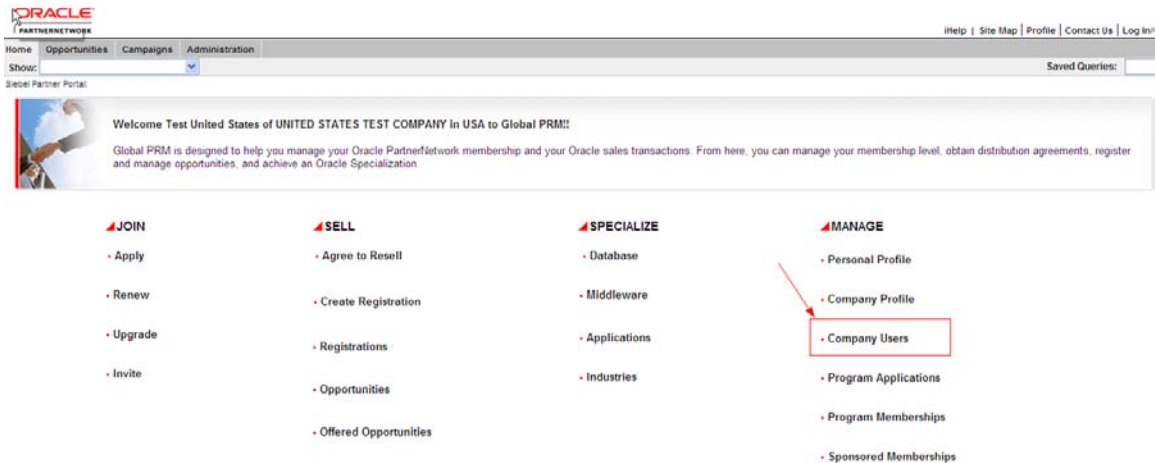 ORACLE
PARTNERNETWORK
iHelp | Site Map | Profile | Contact Us | Log In/
Home Opportunities Campaigns Administration
Show: Saved Queries:
Siebel Partner Portal:
Welcome Test United States of UNITED STATES TEST COMPANY in USA to Global PRM!!
Global PRM is designed to help you manage your Oracle PartnerNetwork membership and your Oracle sales transactions. From here, you can manage your membership level, obtain distribution agreements, register
and manage opportunities, and achieve an Oracle Specialization.
JOIN
Apply
Renew
Upgrade
Invite
SELL
Agree to Resell
Create Registration
Registrations
Opportunities
Offered Opportunities
SPECIALIZE
Database
Middleware
Applications
Industries
MANAGE
Personal Profile
Company Profile
Company Users
Program Applications
Program Memberships
Sponsored Memberships